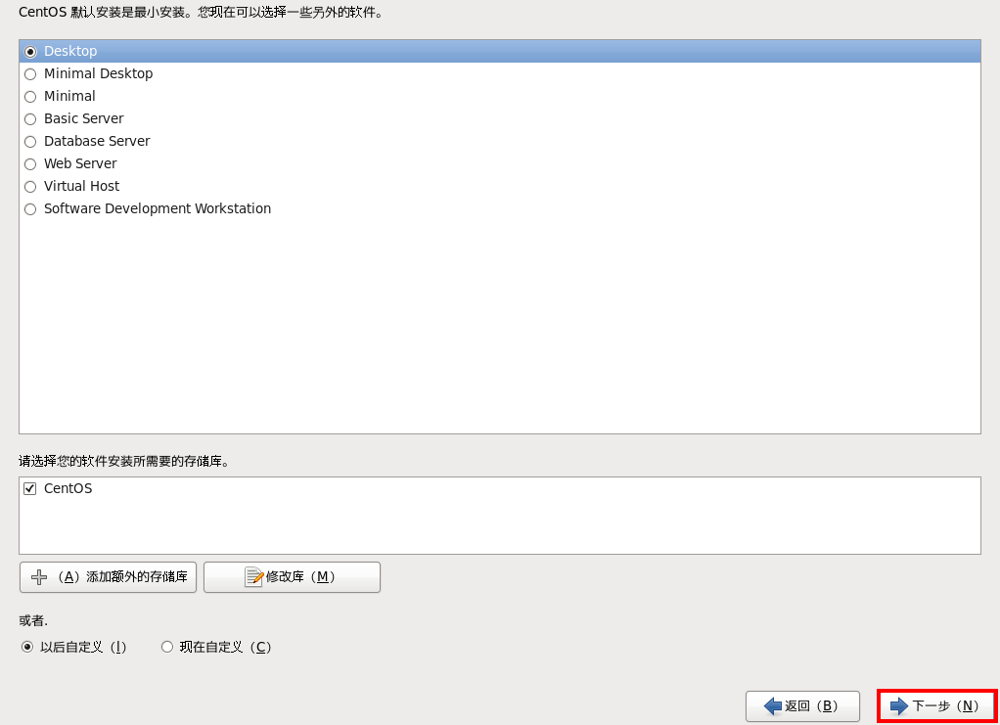 CentOS 默认安装是最小安装。您现在可以选择一些另外的软件。
Desktop
Minimal Desktop
Minimal
Basic Server
Database Server
Web Server
Virtual Host
Software Development Workstation
请选择您的软件安装所需要的存储库。
CentOS
（A）添加额外的存储库 修改库（M）
或者.
以后自定义（l） 现在自定义（C）
返回（B） 下一步（N）